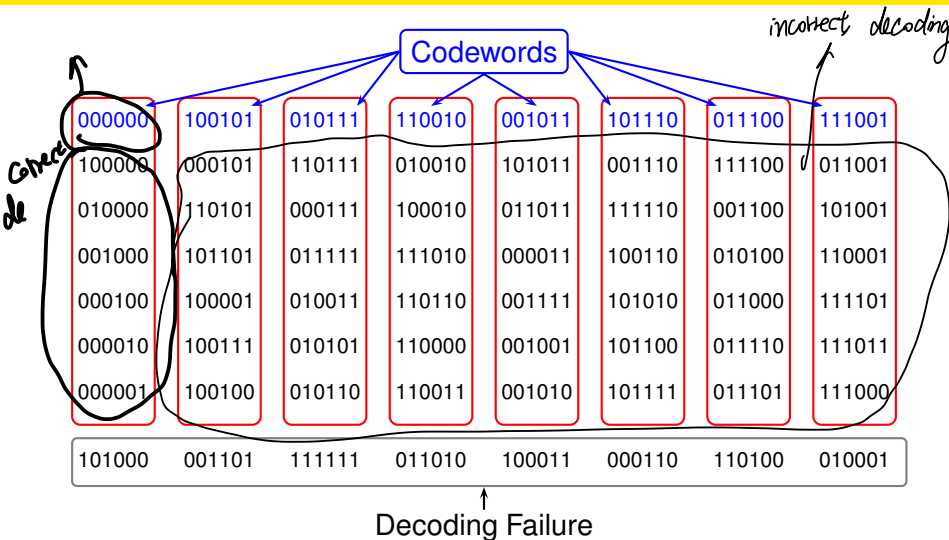 incorrect decoding
Codewords
000000 100101 010111 110010 001011 101110 011100 111001
100000 000101 110111 010010 101011 001110 111100 011001
correct
de
010000 110101 000111 100010 011011 111110 001100 101001
001000 101101 011111 111010 000011 100110 010100 110001
000100 100001 010011 110110 001111 101010 011000 111101
000010 100111 010101 110000 001001 101100 011110 111011
000001 100100 010110 110011 001010 101111 011101 111000
101000 001101 111111 011010 100011 000110 110100 010001
Decoding Failure